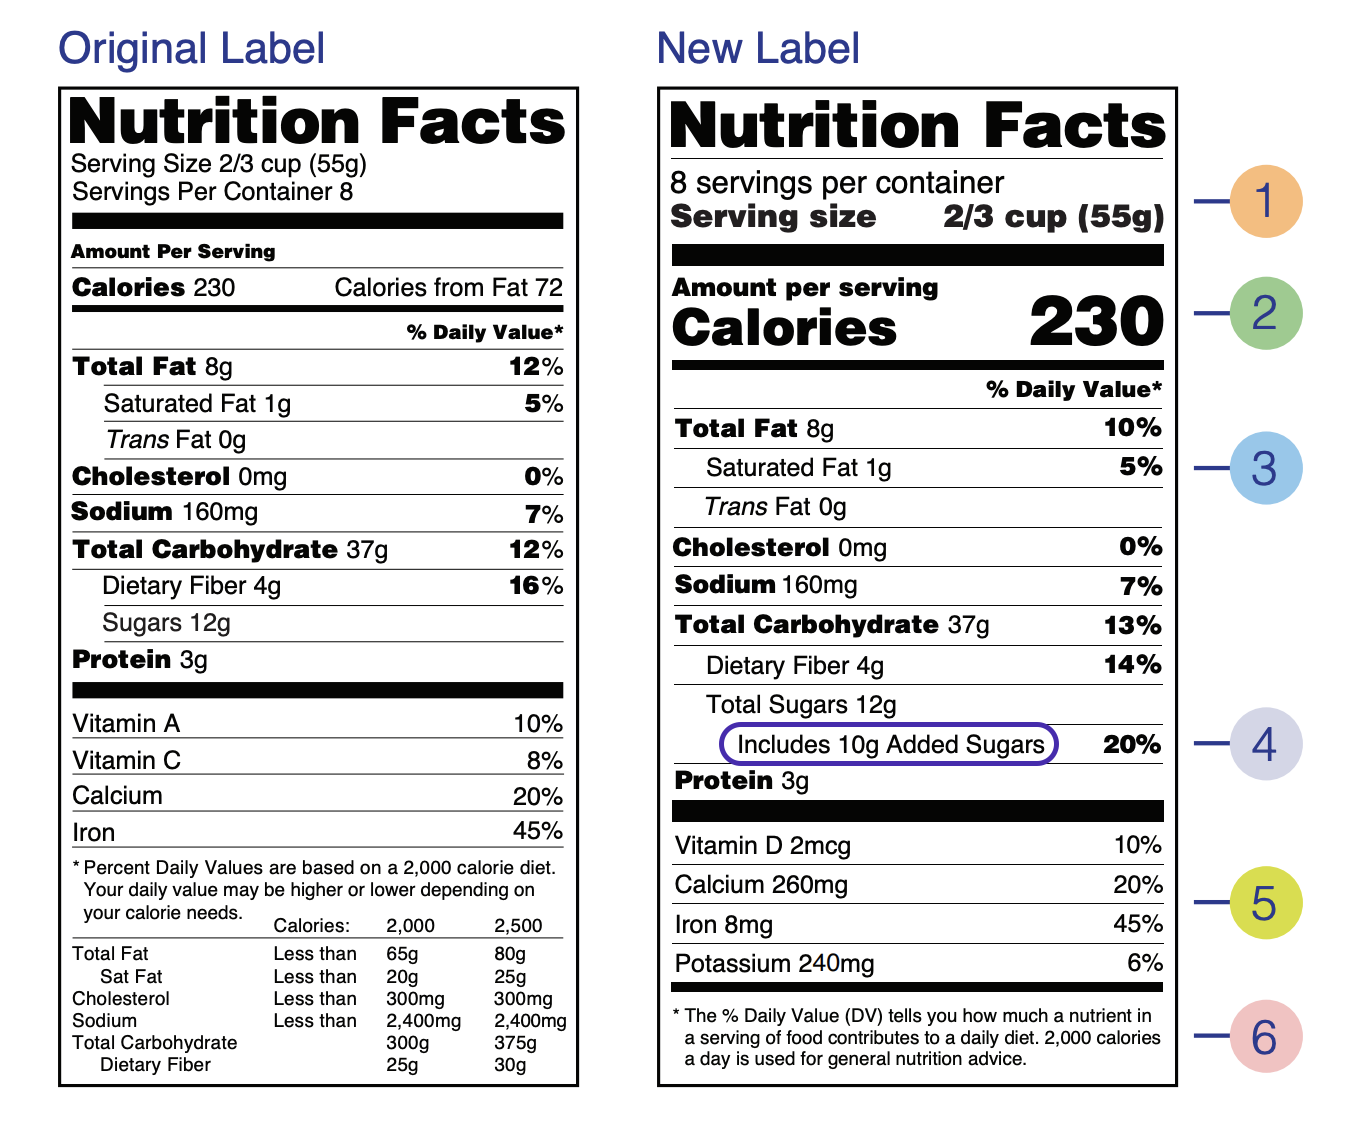 Original Label
Nutrition Facts
Serving Size 2/3 cup (55g)
Servings Per Container 8
Amount Per Serving
Calories 230 Calories from Fat 72
% Daily Value*
Total Fat 8g 12%
Saturated Fat 1g 5%
Trans Fat 0g
Cholesterol 0mg 0%
Sodium 160mg 7%
Total Carbohydrate 37g 12%
Dietary Fiber 4g 16%
Sugars 12g
Protein 3g
Vitamin A 10%
Vitamin C 8%
Calcium 20%
Iron 45%
* Percent Daily Values are based on a 2,000 calorie diet.
Your daily value may be higher or lower depending on
your calorie needs.
Calories: 2,000 2,500
Total Fat Less than 65g 80g
Sat Fat Less than 20g 25g
Cholesterol Less than 300mg 300mg
Sodium Less than 2,400mg 2,400mg
Total Carbohydrate 300g 375g
Dietary Fiber 25g 30g
New Label
Nutrition Facts
8 servings per container
Serving size 2/3 cup (55g)
Amount per serving
Calories 230
% Daily Value*
Total Fat 8g 10%
Saturated Fat 1g 5%
Trans Fat 0g
Cholesterol 0mg 0%
Sodium 160mg 7%
Total Carbohydrate 37g 13%
Dietary Fiber 4g 14%
Total Sugars 12g
Includes 10g Added Sugars 20%
Protein 3g
Vitamin D 2mcg 10%
Calcium 260mg 20%
Iron 8mg 45%
Potassium 240mg 6%
* The % Daily Value (DV) tells you how much a nutrient in
a serving of food contributes to a daily diet. 2,000 calories
a day is used for general nutrition advice.
1
2
3
4
5
6